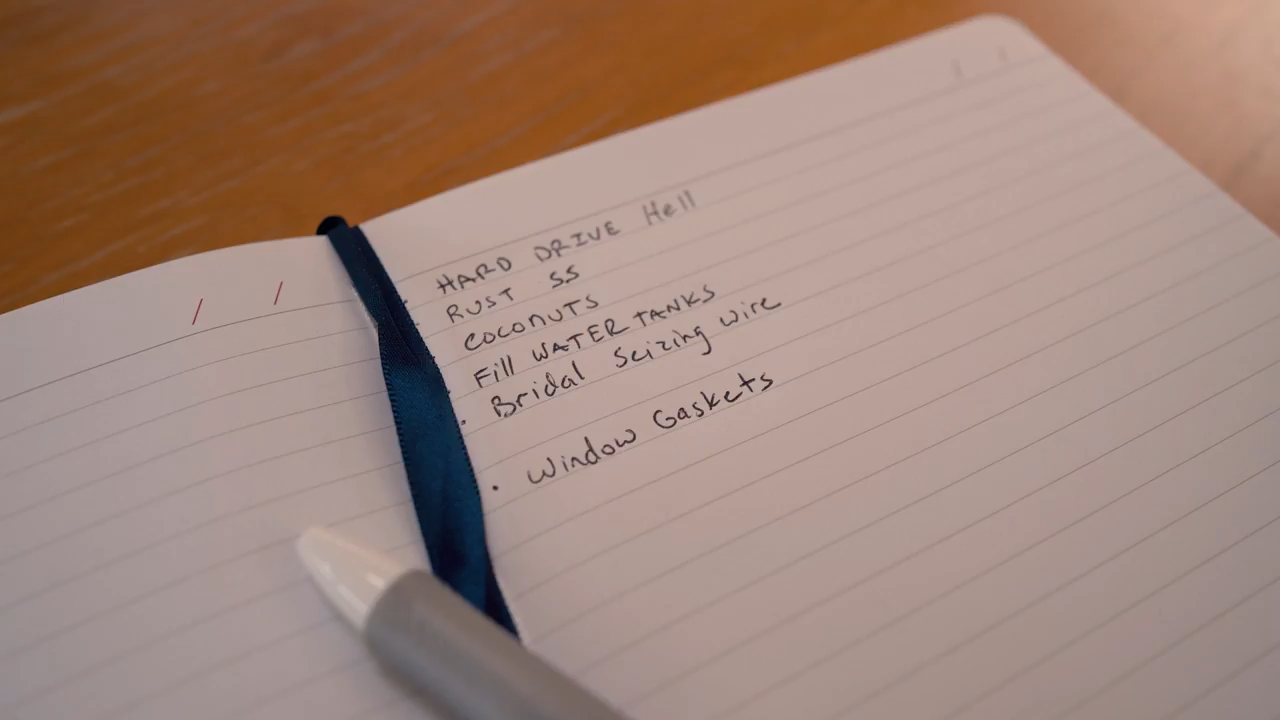 HARD DRIVE Hell
RUST SS
COCONUTS
Fill WATER TANKS
· Bridal Seizing wire
· Window Gaskets